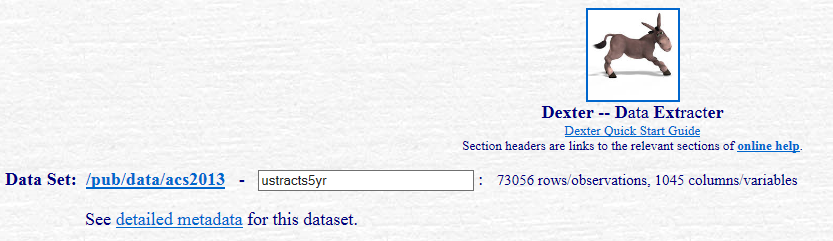 Dexter -- Data Extracter
Dexter Quick Start Guide
Section headers are links to the relevant sections of online help.
Data Set: /pub/data/acs2013 - ustracts5yr : 73056 rows/observations, 1045 columns/variables
See detailed metadata for this dataset.